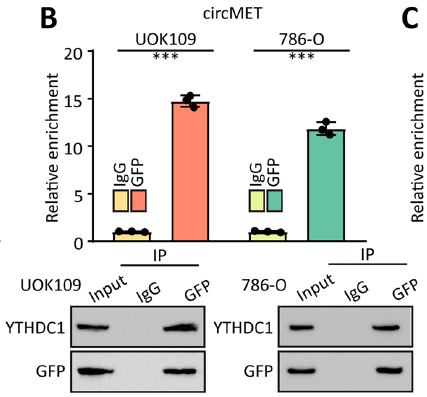 B
circMET
C
UOK109
786-O
***
***
Relative enrichment
20
15
10
5
0
IgG
GFP
IgG
GFP
Relative enrichment
IP
UOK109
Input
IgG
GFP
YTHDC1
GFP
IP
786-O
Input
IgG
GFP
YTHDC1
GFP